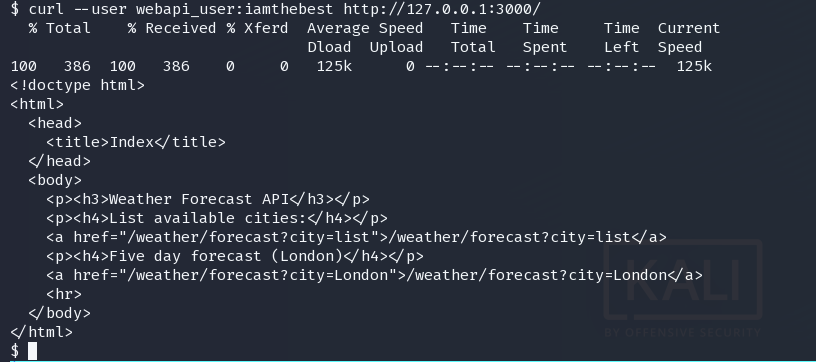 $ curl --user webapi_user:iamthebest http://127.0.0.1:3000/
  % Total    % Received % Xferd  Average Speed   Time    Time     Time  Current
                                 Dload  Upload   Total   Spent    Left  Speed
100   386  100   386    0     0   125k      0 --:--:-- --:--:-- --:--:--  125k
<!doctype html>
<html>
  <head>
    <title>Index</title>
  </head>
  <body>
    <p><h3>Weather Forecast API</h3></p>
    <p><h4>List available cities:</h4></p>
    <a href="/weather/forecast?city=list">/weather/forecast?city=list</a>
    <p><h4>Five day forecast (London)</h4></p>
    <a href="/weather/forecast?city=London">/weather/forecast?city=London</a>
    <hr>
  </body>
</html>
$
KALI
BY OFFENSIVE SECURITY